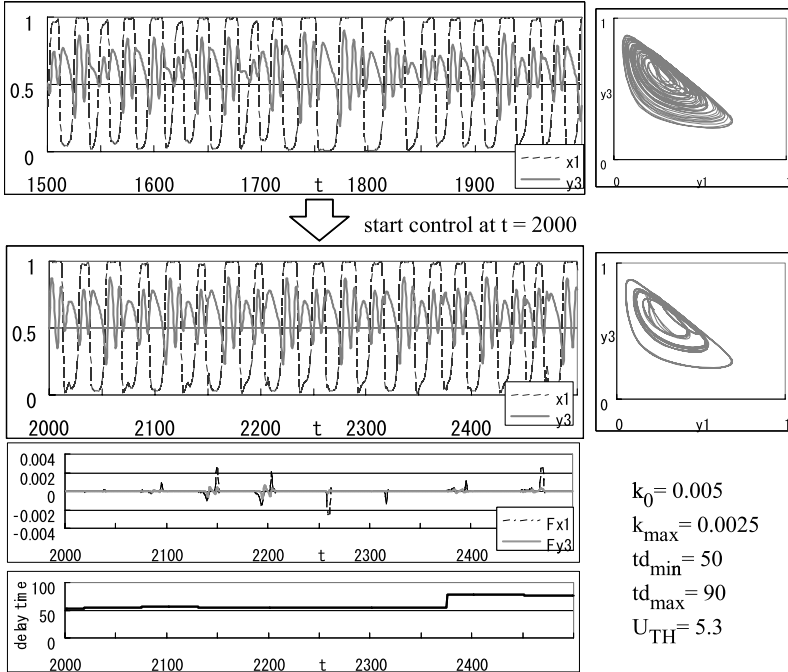 1
0.5
0
1500 1600 1700 t 1800 1900
x1
y3
1
y3
0
0 y1 1
start control at t = 2000
1
0.5
0
2000 2100 2200 t 2300 2400
x1
y3
1
y3
0
0 y1 1
0.004
0.002
0
-0.002
-0.004
2000 2100 2200 t 2300 2400
Fx1
Fy3
delay time
100
50
0
2000 2100 2200 t 2300 2400
k0 = 0.005
kmax = 0.0025
tdmin= 50
tdmax= 90
UTH= 5.3